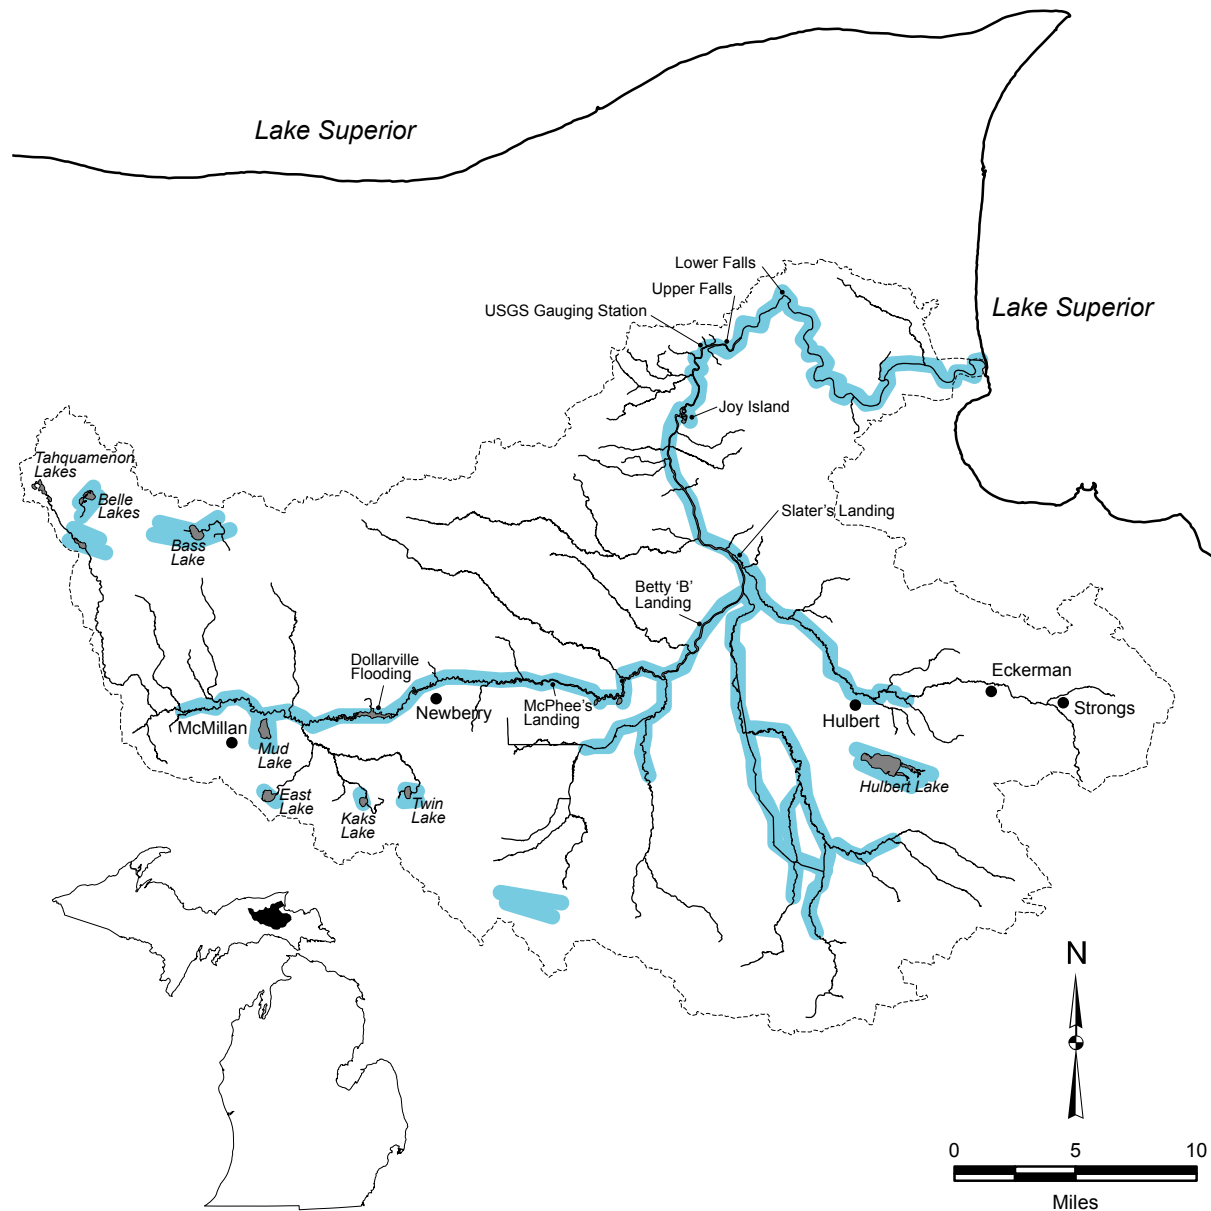 Lake Superior
Lower Falls
Upper Falls
USGS Gauging Station
Lake Superior
Joy Island
Tahquamenon
Lakes
Belle
Lakes
Bass
Lake
Slater's Landing
Betty ‘B’
Landing
Dollarville
Flooding
Eckerman
McPhee's
Landing
Newberry
Hulbert
Strongs
McMillan
Mud
Lake
Hulbert Lake
East
Lake
Kaks
Lake
Twin
Lake
N
0 5 10
Miles